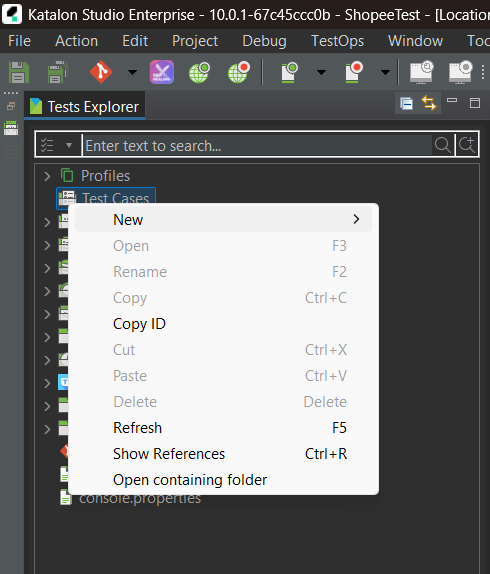 Katalon Studio Enterprise - 10.0.1-67c45ccc0b - ShopeeTest - [Location
File Action Edit Project Debug TestOps Window Too
Tests Explorer
Enter text to search...
Profiles
Test Cases
New
Open F3
Rename F2
Copy Ctrl+C
Copy ID
Cut Ctrl+X
Paste Ctrl+V
Delete Delete
Refresh F5
Show References Ctrl+R
Open containing folder
console.properties